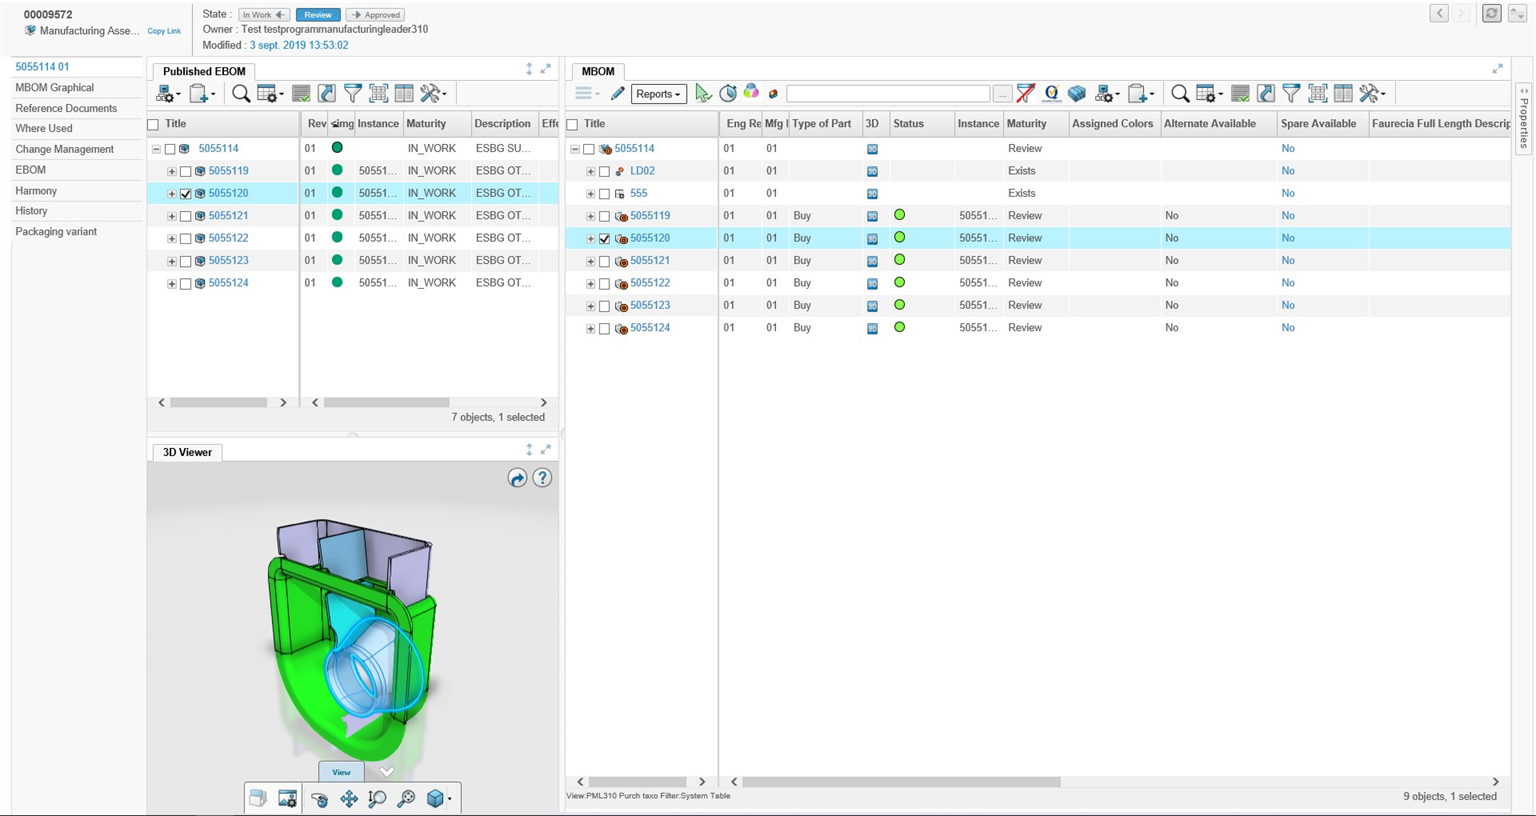 00009572
Manufacturing Asse... Copy Link
State : In Work Review Approved
Owner : Test testprogrammanufacturingleader310
Modified : 3 sept. 2019 13:53:02
5055114 01
MBOM Graphical
Reference Documents
Where Used
Change Management
EBOM
Harmony
History
Packaging variant
Published EBOM
Title Rev Instance Maturity Description Effe
5055114 01 IN_WORK ESBG SU...
5055119 01 50551... IN_WORK ESBG OT...
5055120 01 50551... IN_WORK ESBG OT...
5055121 01 50551... IN_WORK ESBG OT...
5055122 01 50551... IN_WORK ESBG OT...
5055123 01 50551... IN_WORK ESBG OT...
5055124 01 50551... IN_WORK ESBG OT...
7 objects, 1 selected
3D Viewer
?
View
MBOM
Reports
...
Title Eng Re Mfg Type of Part 3D Status Instance Maturity Assigned Colors Alternate Available Spare Available Faurecia Full Length Descrip
5055114 01 01 3D Review No
LD02 01 01 3D Exists No
555 01 01 3D Exists No
5055119 01 01 Buy 3D 50551... Review No No
5055120 01 01 Buy 3D 50551... Review No No
5055121 01 01 Buy 3D 50551... Review No No
5055122 01 01 Buy 3D 50551... Review No No
5055123 01 01 Buy 3D 50551... Review No No
5055124 01 01 Buy 3D 50551... Review No No
View:PML310 Purch taxo Filter:System Table
9 objects, 1 selected
Properties